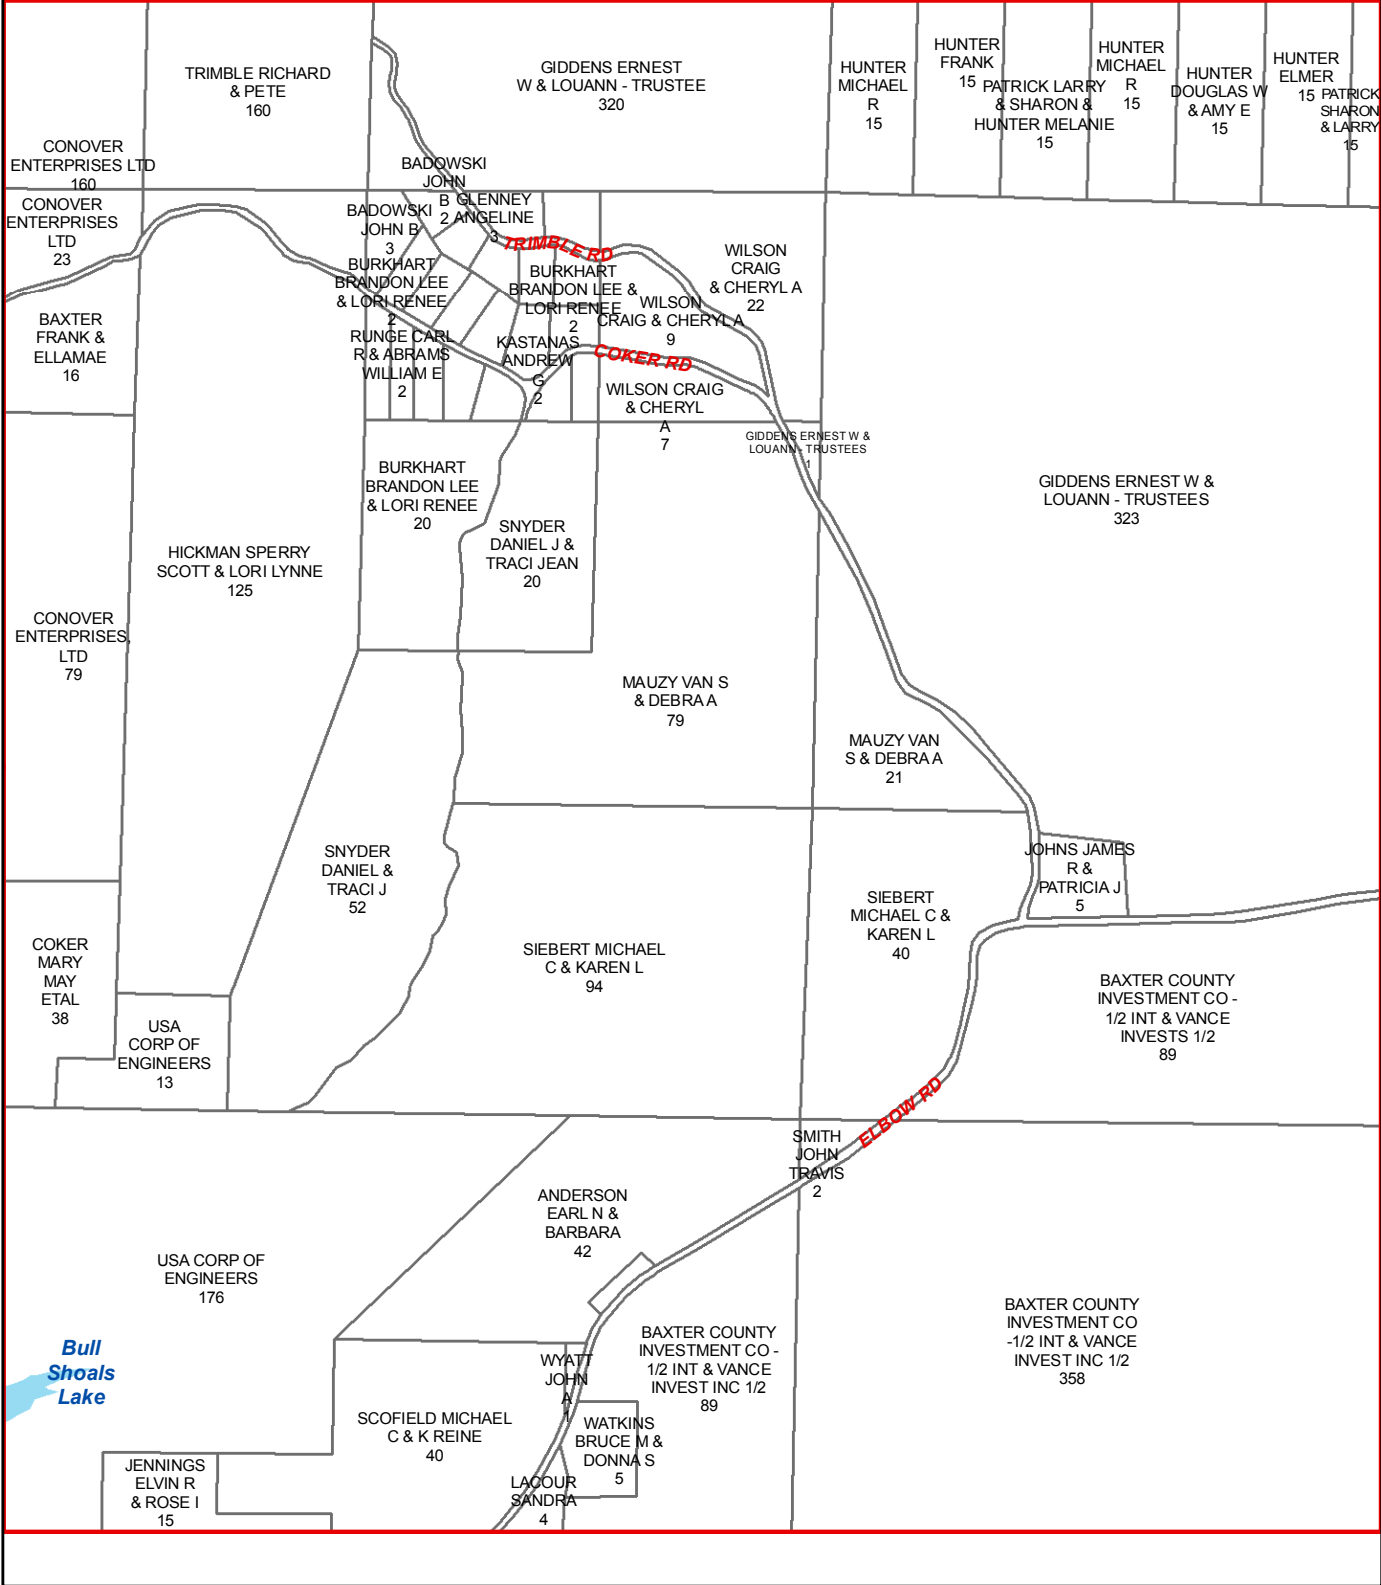 TRIMBLE RICHARD
& PETE
160
GIDDENS ERNEST
W & LOUANN - TRUSTEE
320
HUNTER
MICHAEL
R
15
HUNTER
FRANK
15
PATRICK LARRY
& SHARON &
HUNTER MELANIE
15
HUNTER
MICHAEL
R
15
HUNTER
DOUGLAS W
& AMY E
15
HUNTER
ELMER
15
PATRICK
SHARON
& LARRY
15
CONOVER
ENTERPRISES LTD
160
CONOVER
ENTERPRISES
LTD
23
BADOWSKI
JOHN
B
2
GLENNEY
ANGELINE
3
BADOWSKI
JOHN B
3
TRIMBLE RD
WILSON
CRAIG
& CHERYL A
22
BURKHART
BRANDON LEE
& LORI RENEE
2
BURKHART
BRANDON LEE &
LORI RENEE
2
WILSON
CRAIG & CHERYL A
9
BAXTER
FRANK &
ELLAMAE
16
RUNGE CARL
R & ABRAMS
WILLIAM E
2
KASTANAS
ANDREW
G
2
COKER RD
WILSON CRAIG
& CHERYL
A
7
GIDDENS ERNEST W &
LOUANN - TRUSTEES
1
BURKHART
BRANDON LEE
& LORI RENEE
20
SNYDER
DANIEL J &
TRACI JEAN
20
GIDDENS ERNEST W &
LOUANN - TRUSTEES
323
HICKMAN SPERRY
SCOTT & LORI LYNNE
125
CONOVER
ENTERPRISES,
LTD
79
MAUZY VAN S
& DEBRA A
79
MAUZY VAN
S & DEBRA A
21
SNYDER
DANIEL &
TRACI J
52
JOHNS JAMES
R &
PATRICIA J
5
SIEBERT
MICHAEL C &
KAREN L
40
COKER
MARY
MAY
ETAL
38
SIEBERT MICHAEL
C & KAREN L
94
BAXTER COUNTY
INVESTMENT CO -
1/2 INT & VANCE
INVESTS 1/2
89
USA
CORP OF
ENGINEERS
13
ELBOW RD
SMITH
JOHN
TRAVIS
2
ANDERSON
EARL N &
BARBARA
42
USA CORP OF
ENGINEERS
176
BAXTER COUNTY
INVESTMENT CO
-1/2 INT & VANCE
INVEST INC 1/2
358
Bull
Shoals
Lake
WYATT
JOHN
A
1
BAXTER COUNTY
INVESTMENT CO -
1/2 INT & VANCE
INVEST INC 1/2
89
SCOFIELD MICHAEL
C & K REINE
40
WATKINS
BRUCE M &
DONNA S
5
JENNINGS
ELVIN R
& ROSE I
15
LACOUR
SANDRA
4